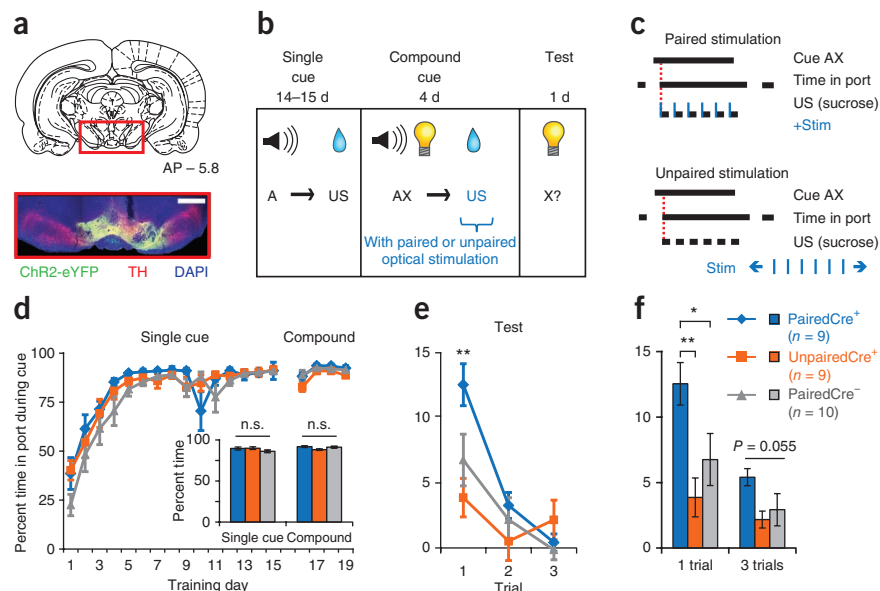 a
AP – 5.8
ChR2-eYFP TH DAPI
b
Single cue 14–15 d
Compound cue 4 d
Test 1 d
A → US
AX → US
X?
With paired or unpaired
optical stimulation
c
Paired stimulation
Cue AX
Time in port
US (sucrose)
+Stim
Unpaired stimulation
Cue AX
Time in port
US (sucrose)
Stim
d
Single cue Compound
Percent time in port during cue
100
75
50
25
0
1 3 5 7 9 11 13 15 17 19
Training day
n.s. n.s.
Percent time
100
75
50
25
0
Single cue Compound
e
Test
15
10
5
0
**
1 2 3
Trial
f
PairedCre+
(n = 9)
UnpairedCre+
(n = 9)
PairedCre−
(n = 10)
15
10
5
0
*
**
P = 0.055
1 trial 3 trials